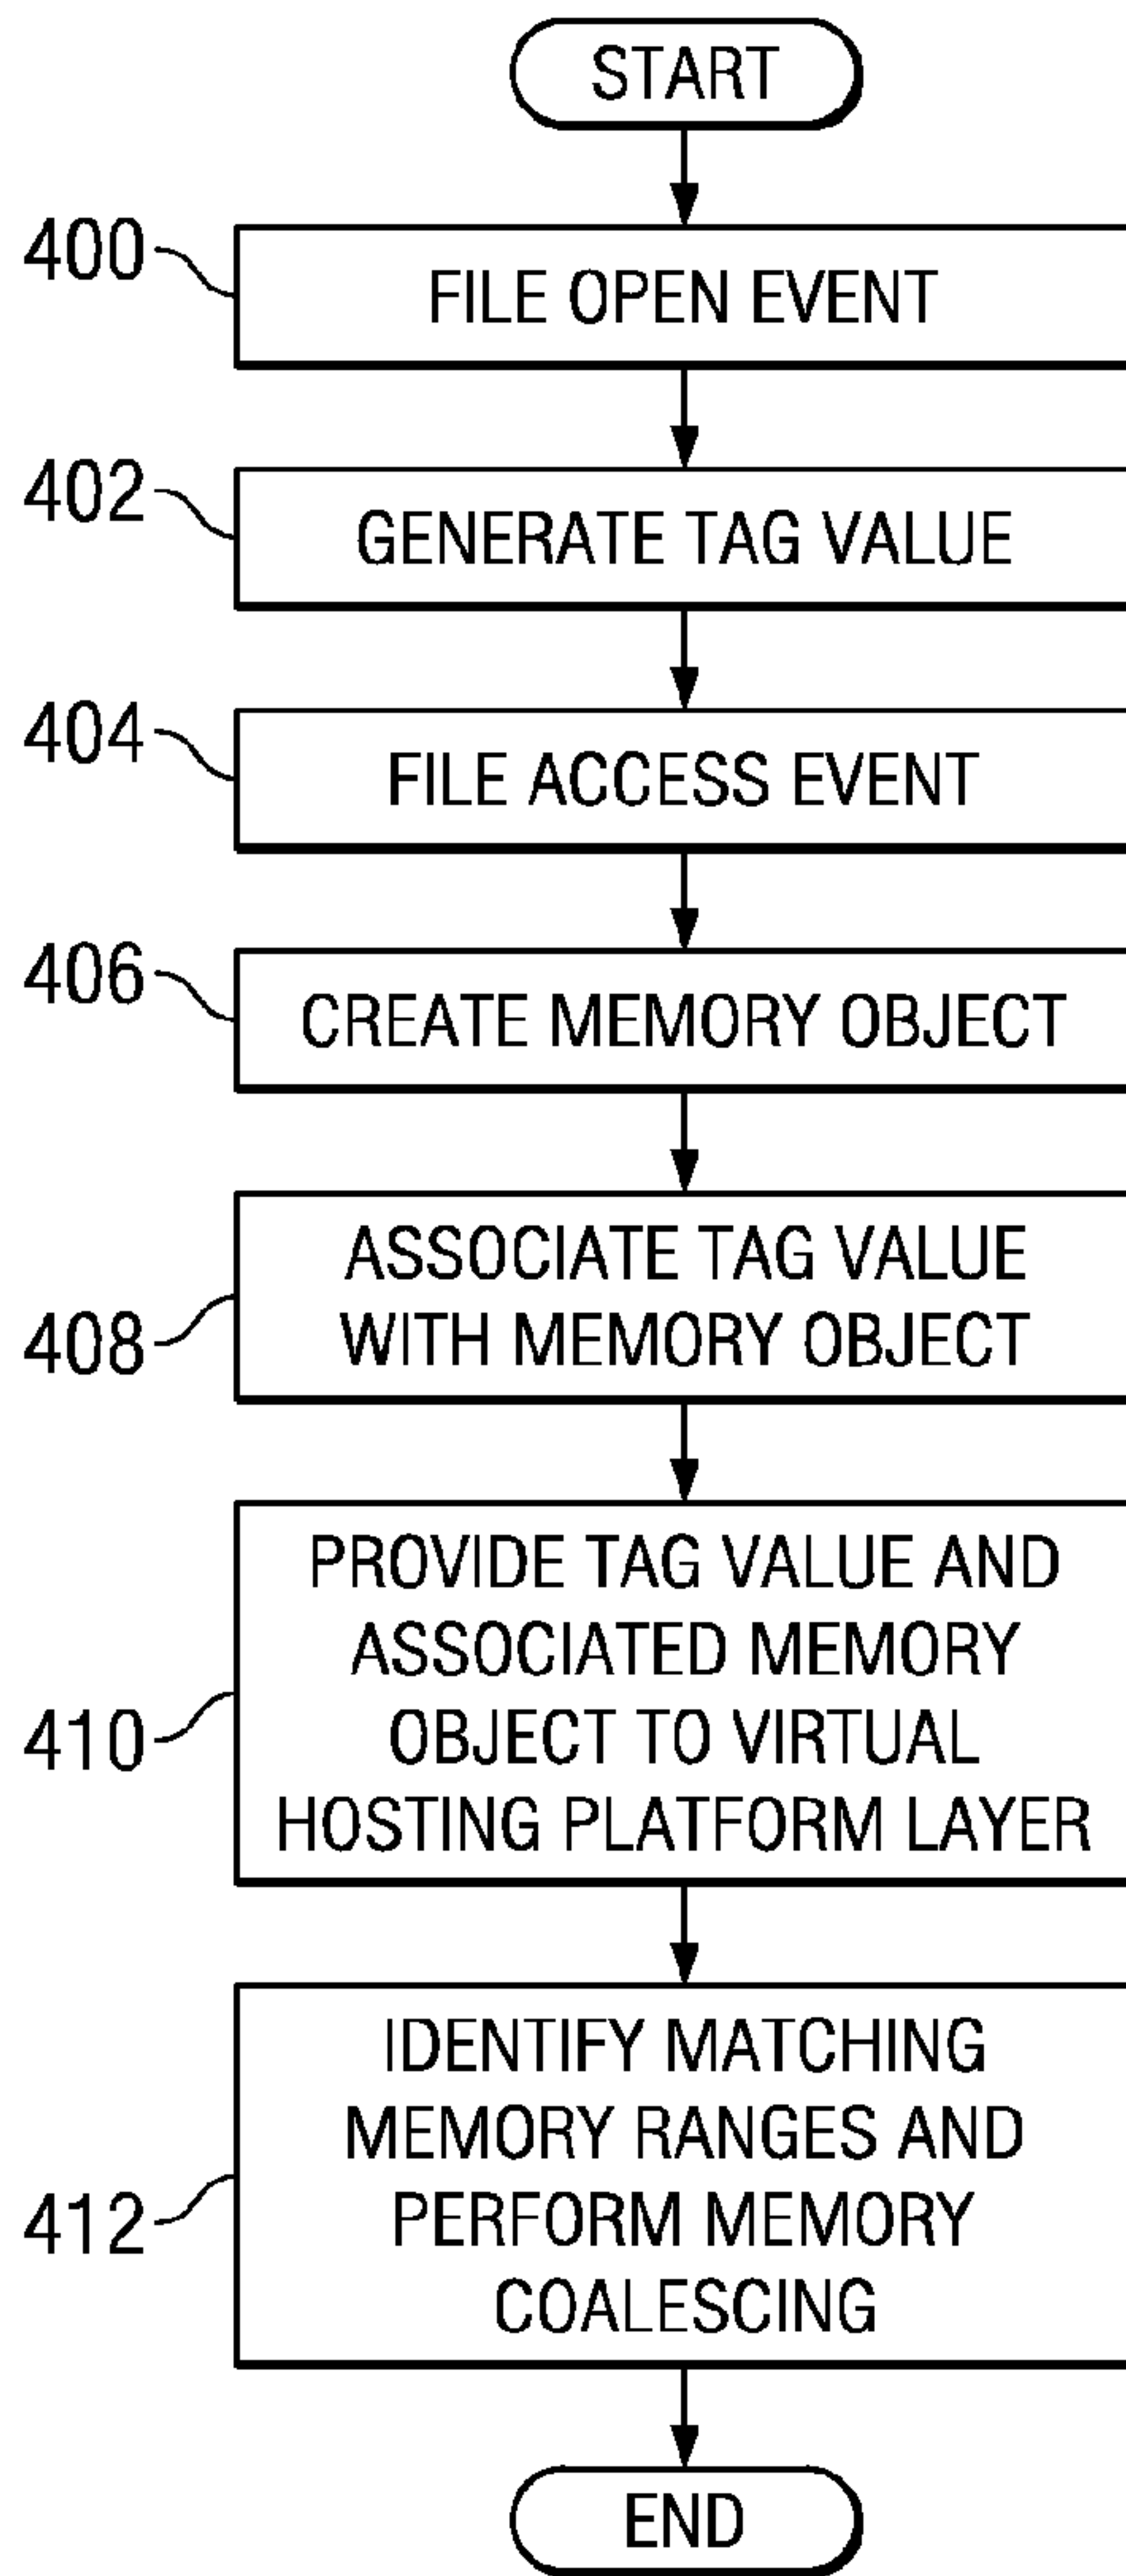 START
400
FILE OPEN EVENT
402
GENERATE TAG VALUE
404
FILE ACCESS EVENT
406
CREATE MEMORY OBJECT
408
ASSOCIATE TAG VALUE
WITH MEMORY OBJECT
410
PROVIDE TAG VALUE AND
ASSOCIATED MEMORY
OBJECT TO VIRTUAL
HOSTING PLATFORM LAYER
412
IDENTIFY MATCHING
MEMORY RANGES AND
PERFORM MEMORY
COALESCING
END